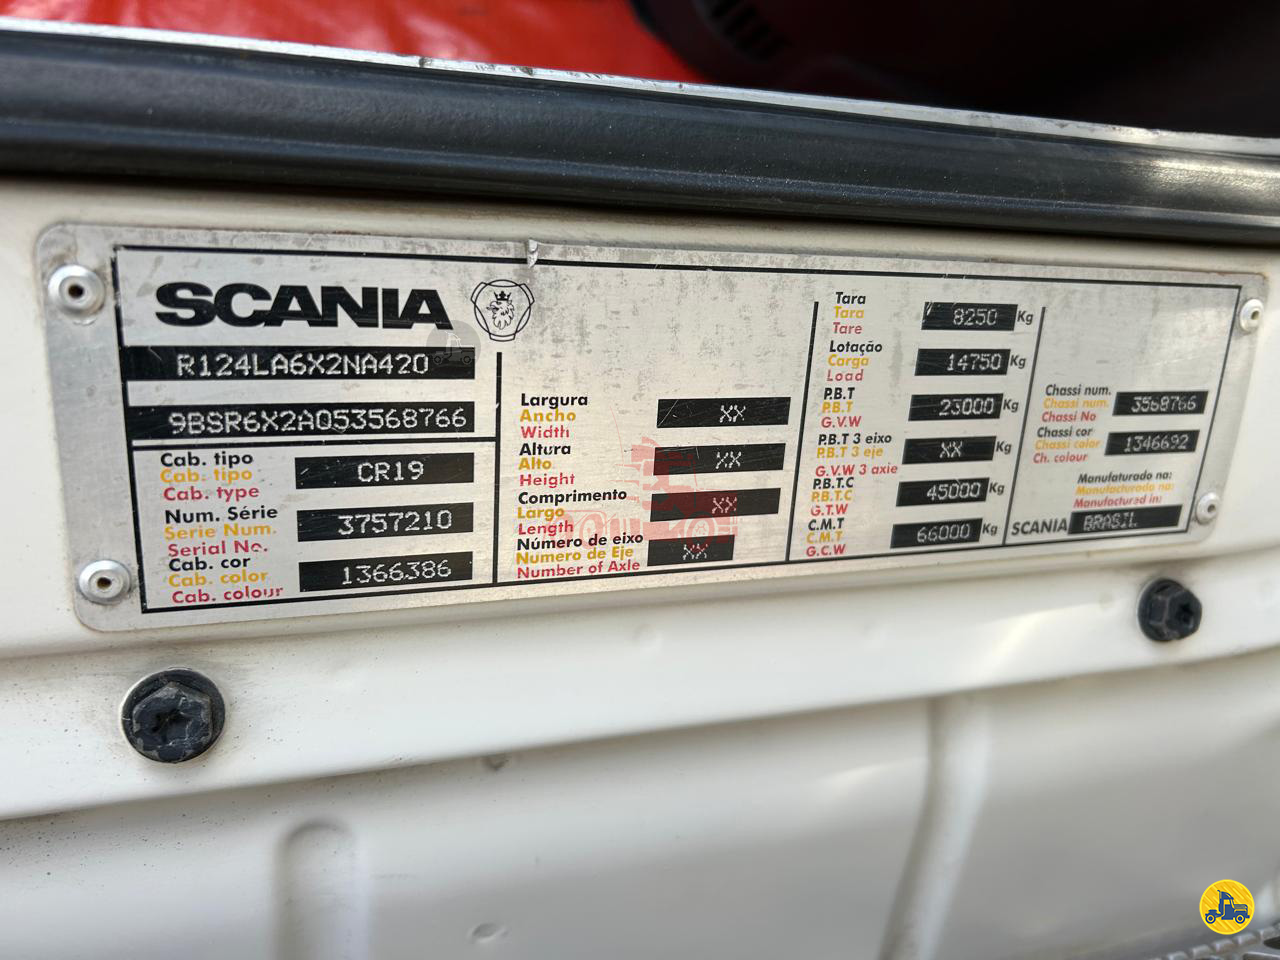 SCANIA
R124LA6X2NA420
9BSR6X2A053568766
Cab. tipo
Cab. tipo
Cab. type
CR19
Num. Série
Serie Num.
Serial No.
3757210
Cab. cor
Cab. color
Cab. colour
1366386
Largura
Ancho
Width
XX
Altura
Alto
Height
XX
Comprimento
Largo
Length
XX
Número de eixo
Numero de Eje
Number of Axle
XX
Tara
Tara
Tare
8250 Kg
Lotação
Carga
Load
14750 Kg
P.B.T
P.B.T
G.V.W
23000 Kg
P.B.T 3 eixo
P.B.T 3 eje
G.V.W 3 axie
XX Kg
P.B.T.C
P.B.T.C
G.T.W
45000 Kg
C.M.T
C.M.T
G.C.W
66000 Kg
Chassi num.
Chassi num.
Chassi No
3568766
Chassi cor
Chassi color
Ch. colour
1346692
Manufaturado na:
Manufacturado na:
Manufactured in:
SCANIA BRASIL